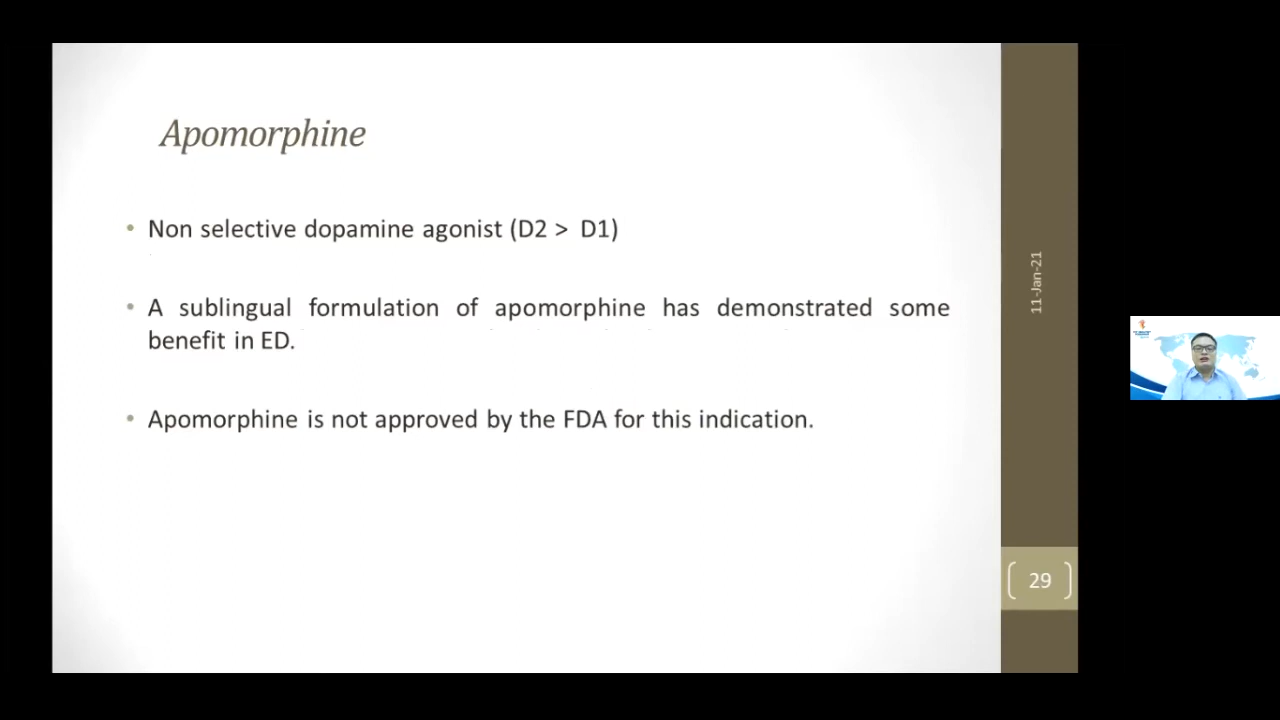 Apomorphine
• Non selective dopamine agonist (D2 > D1)
• A sublingual formulation of apomorphine has demonstrated some
benefit in ED.
• Apomorphine is not approved by the FDA for this indication.
11-Jan-21
29